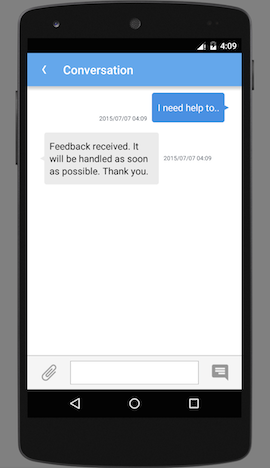 4:09
Conversation
I need help to..
2015/07/07 04:09
Feedback received. It
will be handled as soon
as possible. Thank you.
2015/07/07 04:09